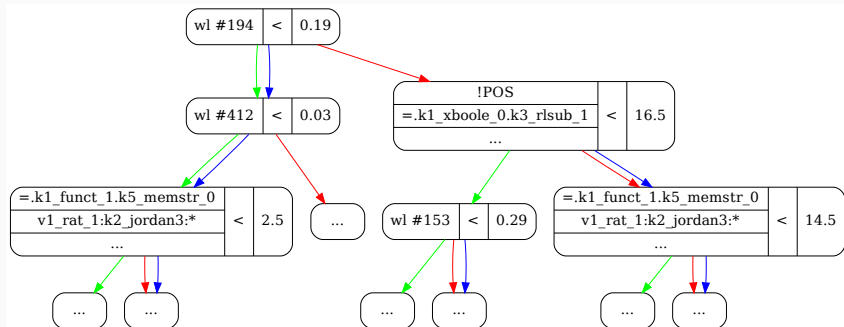 wl #194 < 0.19
wl #412 < 0.03
!POS
=.k1_xboole_0.k3_rlsub_1
...
< 16.5
=.k1_funct_1.k5_memstr_0
v1_rat_1:k2_jordan3:*
...
< 2.5
...
wl #153 < 0.29
=.k1_funct_1.k5_memstr_0
v1_rat_1:k2_jordan3:*
...
< 14.5
... ... ... ... ... ...